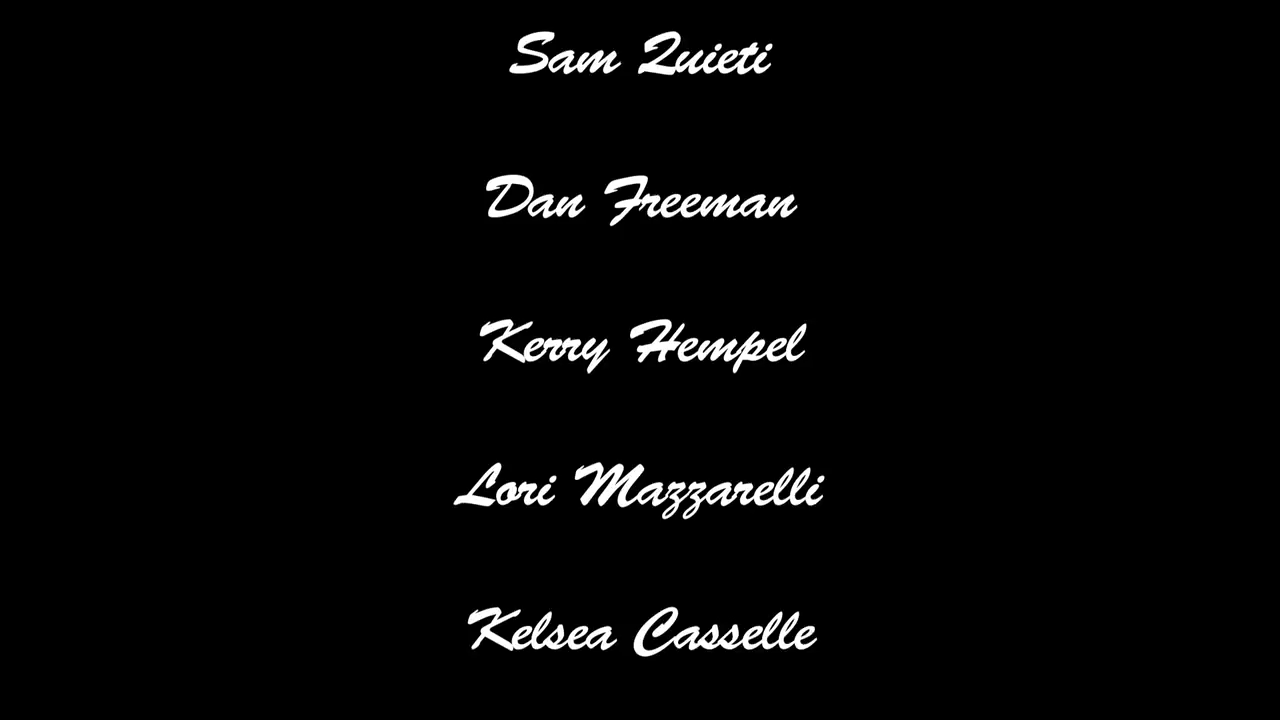 Sam Quieti
Dan Freeman
Kerry Hempel
Lori Mazzarelli
Kelsea Casselle